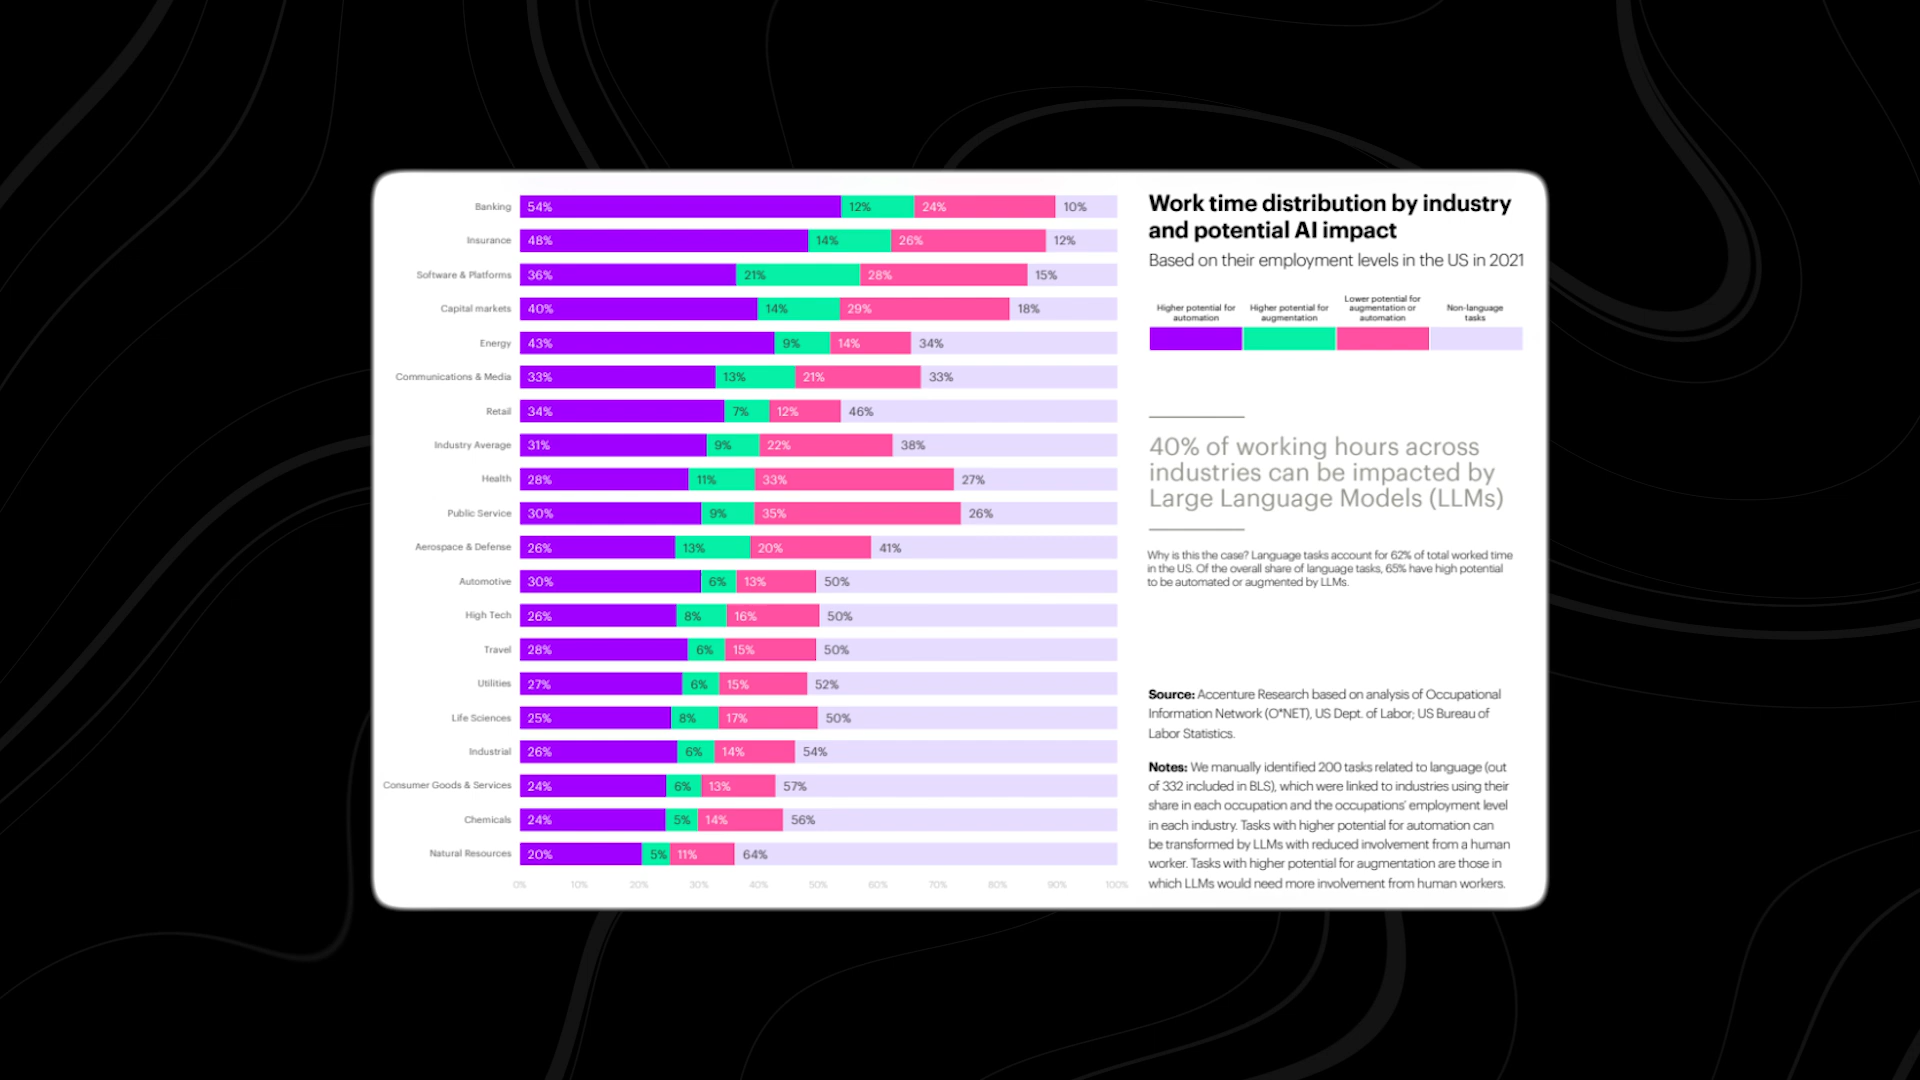 Banking 54% 12% 24% 10%
Insurance 48% 14% 26% 12%
Software & Platforms 36% 21% 28% 15%
Capital markets 40% 14% 29% 18%
Energy 43% 9% 14% 34%
Communications & Media 33% 13% 21% 33%
Retail 34% 7% 12% 46%
Industry Average 31% 9% 22% 38%
Health 28% 11% 33% 27%
Public Service 30% 9% 35% 26%
Aerospace & Defense 26% 13% 20% 41%
Automotive 30% 6% 13% 50%
High Tech 26% 8% 16% 50%
Travel 28% 6% 15% 50%
Utilities 27% 6% 15% 52%
Life Sciences 25% 8% 17% 50%
Industrial 26% 6% 14% 54%
Consumer Goods & Services 24% 6% 13% 57%
Chemicals 24% 5% 14% 56%
Natural Resources 20% 5% 11% 64%
0% 10% 20% 30% 40% 50% 60% 70% 80% 90% 100%
Work time distribution by industry
and potential AI impact
Based on their employment levels in the US in 2021
Higher potential for
automation
Higher potential for
augmentation
Lower potential for
augmentation or
automation
Non-language
tasks
40% of working hours across
industries can be impacted by
Large Language Models (LLMs)
Why is this the case? Language tasks account for 62% of total worked time
in the US. Of the overall share of language tasks, 65% have high potential
to be automated or augmented by LLMs.
Source: Accenture Research based on analysis of Occupational
Information Network (O*NET), US Dept. of Labor; US Bureau of
Labor Statistics.
Notes: We manually identified 200 tasks related to language (out
of 332 included in BLS), which were linked to industries using their
share in each occupation and the occupations' employment level
in each industry. Tasks with higher potential for automation can
be transformed by LLMs with reduced involvement from a human
worker. Tasks with higher potential for augmentation are those in
which LLMs would need more involvement from human workers.